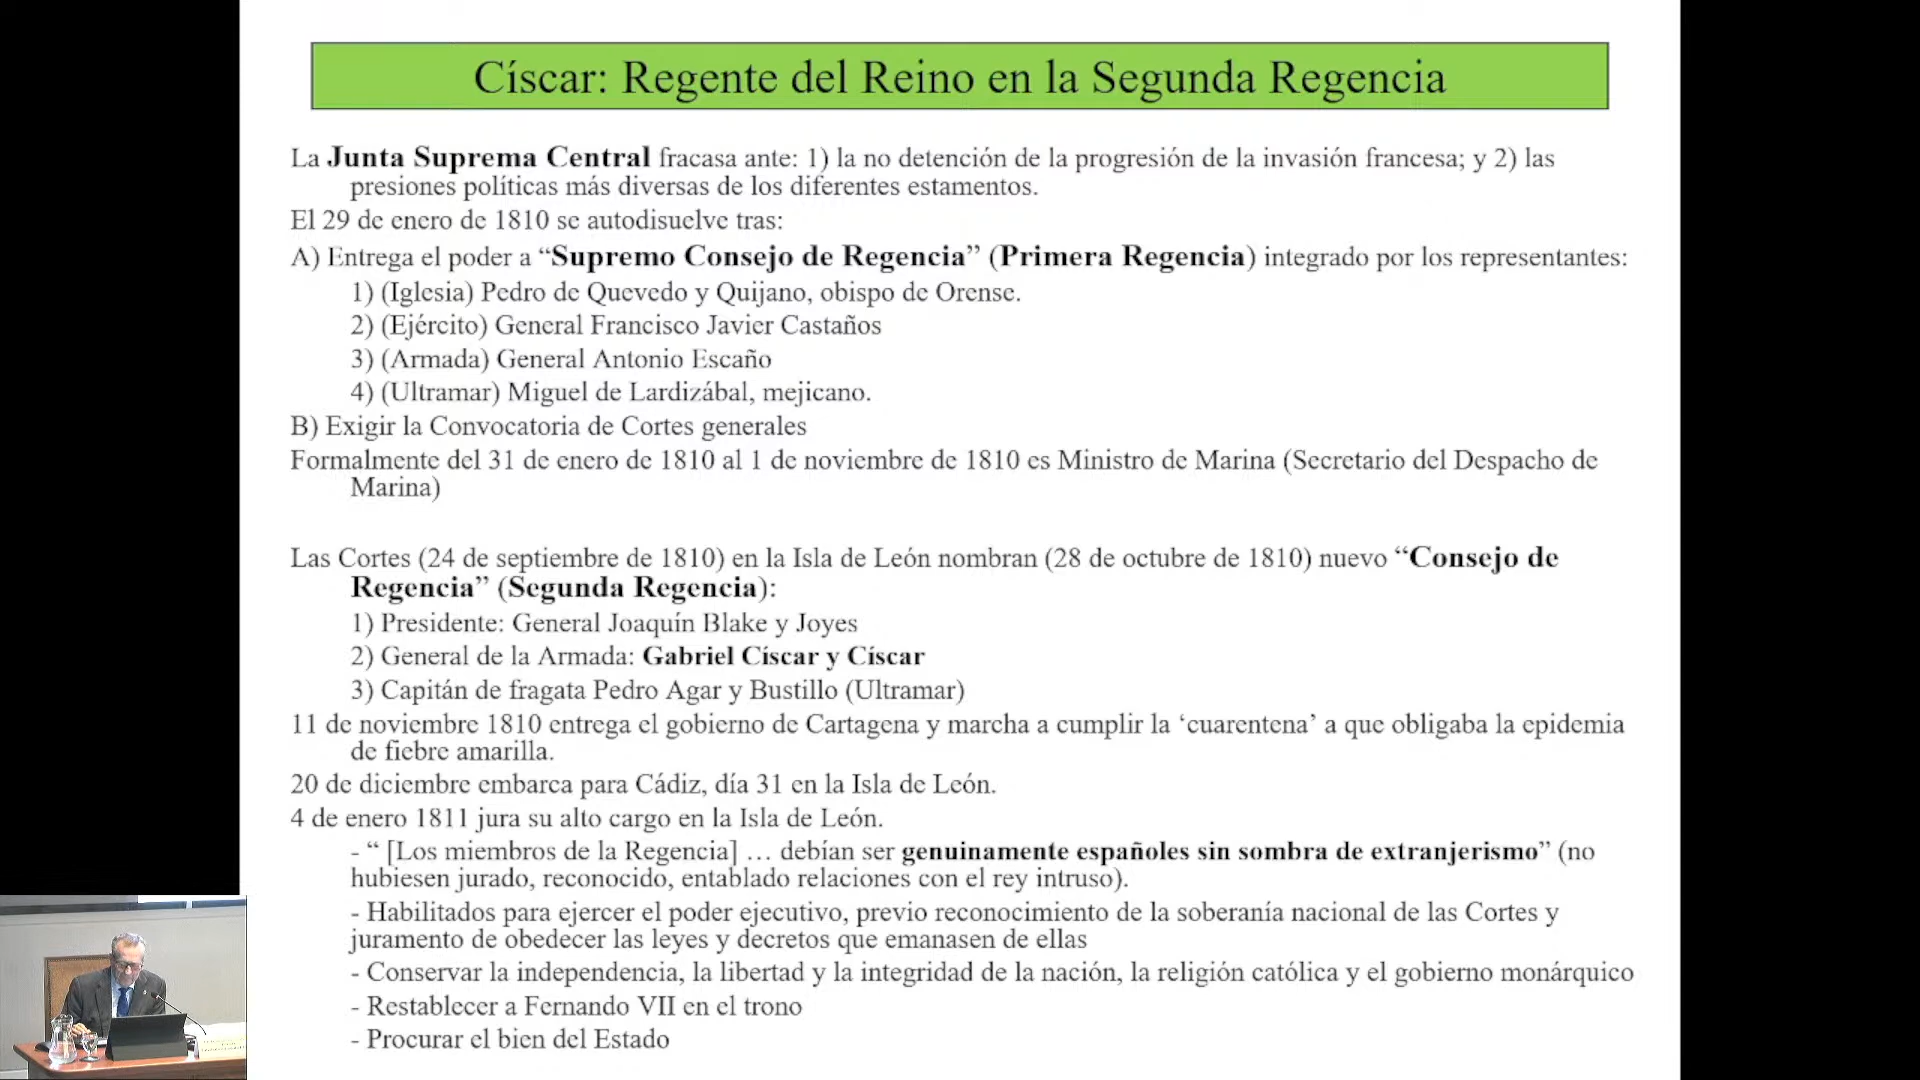 Císcar: Regente del Reino en la Segunda Regencia
La Junta Suprema Central fracasa ante: 1) la no detención de la progresión de la invasión francesa; y 2) las
presiones políticas más diversas de los diferentes estamentos.
El 29 de enero de 1810 se autodisuelve tras:
A) Entrega el poder a “Supremo Consejo de Regencia” (Primera Regencia) integrado por los representantes:
1) (Iglesia) Pedro de Quevedo y Quijano, obispo de Orense.
2) (Ejército) General Francisco Javier Castaños
3) (Armada) General Antonio Escaño
4) (Ultramar) Miguel de Lardizábal, mejicano.
B) Exigir la Convocatoria de Cortes generales
Formalmente del 31 de enero de 1810 al 1 de noviembre de 1810 es Ministro de Marina (Secretario del Despacho de
Marina)
Las Cortes (24 de septiembre de 1810) en la Isla de León nombran (28 de octubre de 1810) nuevo “Consejo de
Regencia” (Segunda Regencia):
1) Presidente: General Joaquín Blake y Joyes
2) General de la Armada: Gabriel Císcar y Císcar
3) Capitán de fragata Pedro Agar y Bustillo (Ultramar)
11 de noviembre 1810 entrega el gobierno de Cartagena y marcha a cumplir la ‘cuarentena’ a que obligaba la epidemia
de fiebre amarilla.
20 de diciembre embarca para Cádiz, día 31 en la Isla de León.
4 de enero 1811 jura su alto cargo en la Isla de León.
- “ [Los miembros de la Regencia] … debían ser genuinamente españoles sin sombra de extranjerismo” (no
hubiesen jurado, reconocido, entablado relaciones con el rey intruso).
- Habilitados para ejercer el poder ejecutivo, previo reconocimiento de la soberanía nacional de las Cortes y
juramento de obedecer las leyes y decretos que emanasen de ellas
- Conservar la independencia, la libertad y la integridad de la nación, la religión católica y el gobierno monárquico
- Restablecer a Fernando VII en el trono
- Procurar el bien del Estado